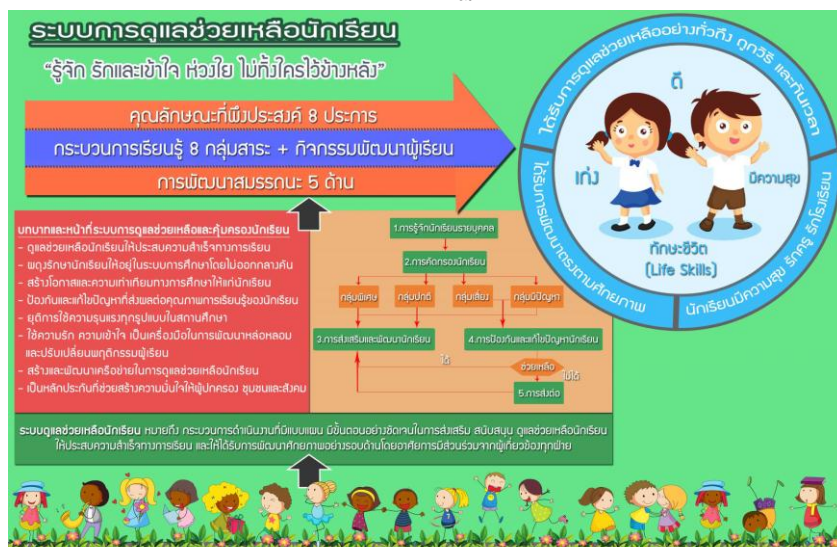 ระบบการดูแลช่วยเหลือนักเรียน
“รู้จัก รักและเข้าใจ ห่วงใย ไม่ทิ้งใครไว้ข้างหลัง”
คุณลักษณะที่พึงประสงค์ 8 ประการ
กระบวนการเรียนรู้ 8 กลุ่มสาระ + กิจกรรมพัฒนาผู้เรียน
การพัฒนาสมรรถนะ 5 ด้าน
ได้รับการดูแลช่วยเหลืออย่างทั่วถึง ถูกวิธี และทันเวลา
ได้รับการพัฒนาตรงตามศักยภาพ
นักเรียนมีความสุข รักครู รักโรงเรียน
ดี
เก่ง
มีความสุข
ทักษะชีวิต
(Life Skills)
บทบาทและหน้าที่ระบบการดูแลช่วยเหลือและคุ้มครองนักเรียน
- ดูแลช่วยเหลือนักเรียนให้ประสบความสำเร็จทางการเรียน
- ผดุงรักษานักเรียนให้อยู่ในระบบการศึกษาโดยไม่ออกกลางคัน
- สร้างโอกาสและความเท่าเทียมทางการศึกษาให้แก่นักเรียน
- ป้องกันและแก้ไขปัญหาที่ส่งผลต่อคุณภาพการเรียนรู้ของนักเรียน
- ยุติการใช้ความรุนแรงทุกรูปแบบในสถานศึกษา
- ใช้ความรัก ความเข้าใจ เป็นเครื่องมือในการพัฒนาหล่อหลอม
และปรับเปลี่ยนพฤติกรรมผู้เรียน
- สร้างและพัฒนาเครือข่ายในการดูแลช่วยเหลือนักเรียน
- เป็นหลักประกันที่ช่วยสร้างความมั่นใจให้ผู้ปกครอง ชุมชนและสังคม
1.การรู้จักนักเรียนรายบุคคล
2.การคัดกรองนักเรียน
กลุ่มพิเศษ
กลุ่มปกติ
กลุ่มเสี่ยง
กลุ่มมีปัญหา
3.การส่งเสริมและพัฒนานักเรียน
4.การป้องกันและแก้ไขปัญหานักเรียน
ได้
ช่วยเหลือ
ไม่ได้
5.การส่งต่อ
ระบบดูแลช่วยเหลือนักเรียน หมายถึง กระบวนการดำเนินงานที่มีแบบแผน มีขั้นตอนอย่างชัดเจนในการส่งเสริม สนับสนุน ดูแลช่วยเหลือนักเรียน
ให้ประสบความสำเร็จทางการเรียน และให้ได้รับการพัฒนาศักยภาพอย่างรอบด้านโดยอาศัยการมีส่วนร่วมจากผู้เกี่ยวข้องทุกฝ่าย